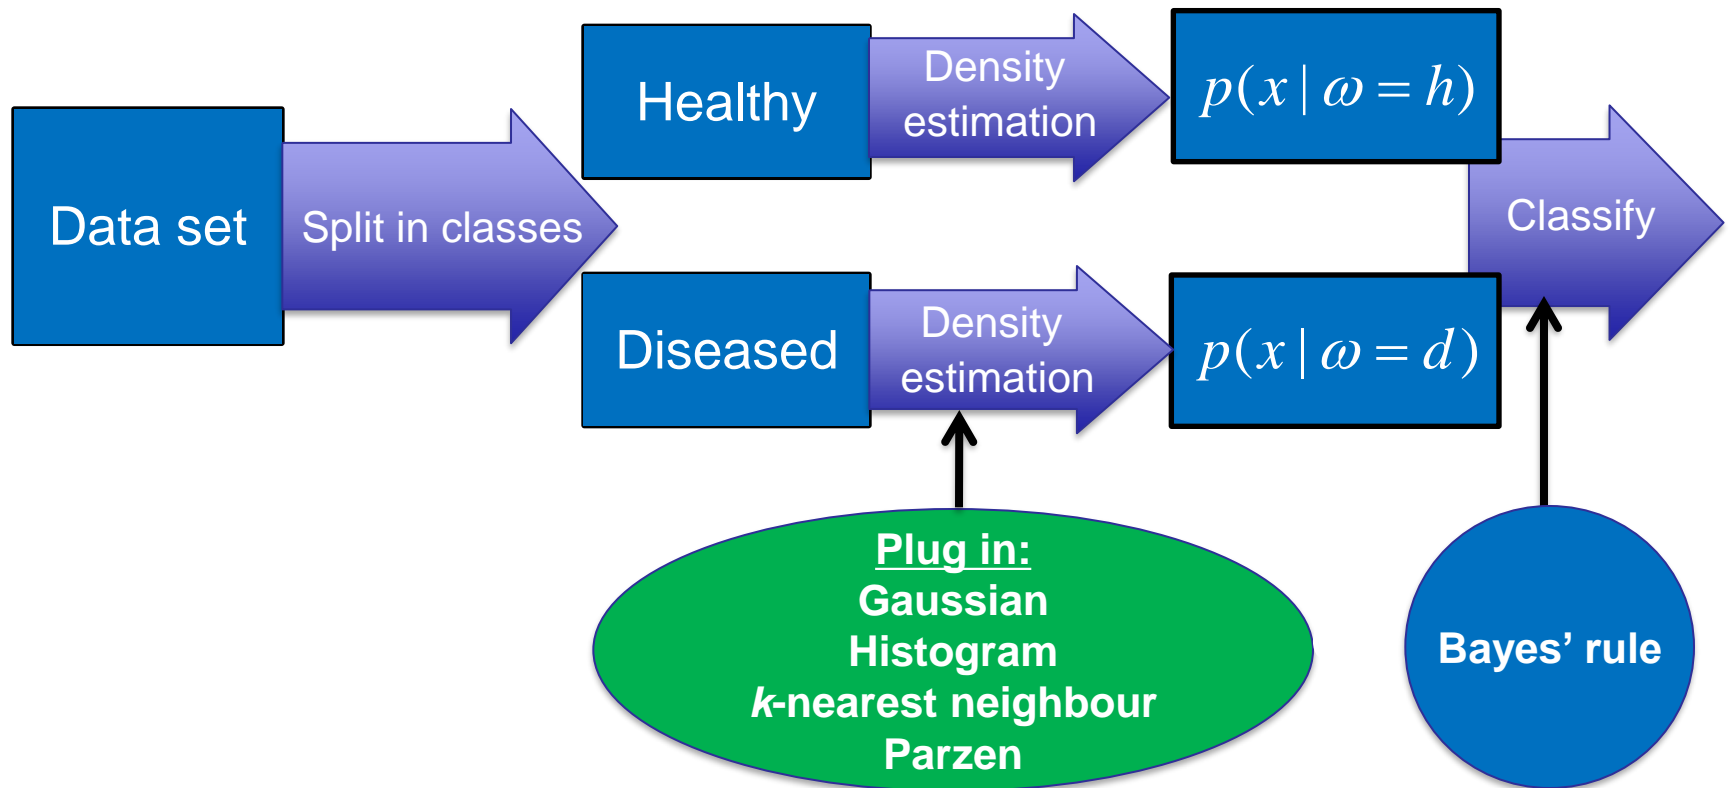 Data set
Split in classes
Healthy
Density
estimation
p(x | ω = h)
Diseased
Density
estimation
p(x | ω = d)
Classify
Plug in:
Gaussian
Histogram
k-nearest neighbour
Parzen
Bayes’ rule